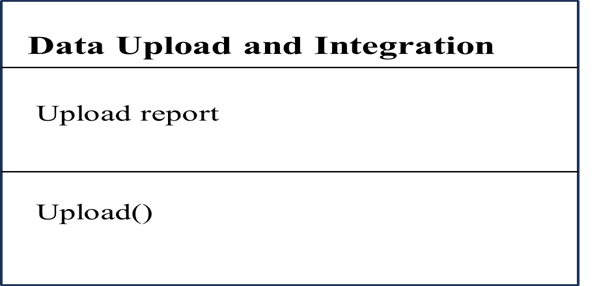 Data Upload and Integration
Upload report
Upload()